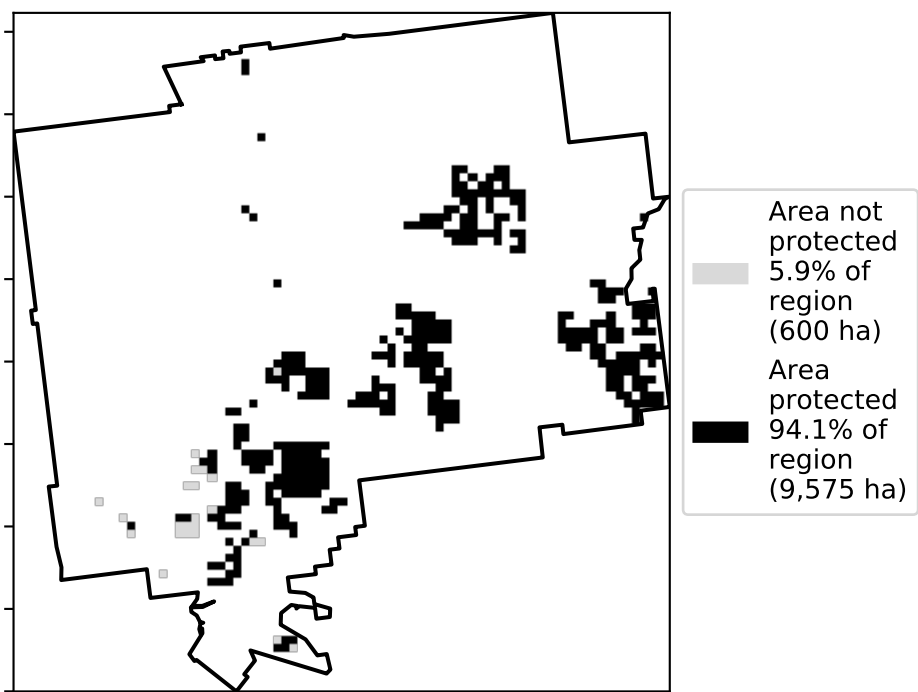 Area not
protected
5.9% of
region
(600 ha)
Area
protected
94.1% of
region
(9,575 ha)